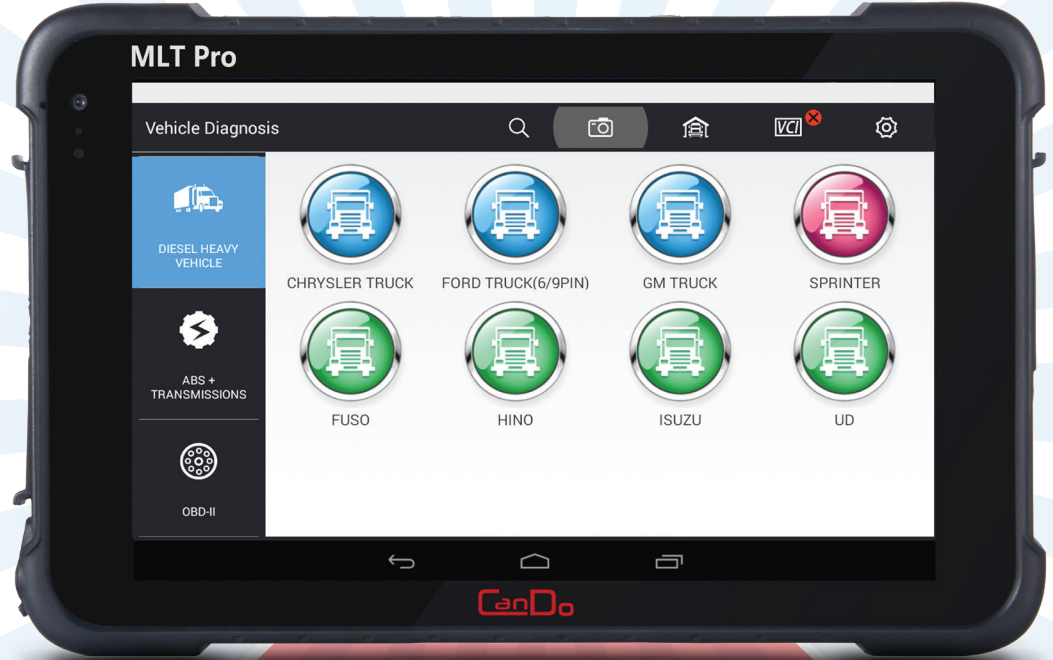 MLT Pro
Vehicle Diagnosis
VCI
DIESEL HEAVY
VEHICLE
CHRYSLER TRUCK
FORD TRUCK(6/9PIN)
GM TRUCK
SPRINTER
ABS +
TRANSMISSIONS
FUSO
HINO
ISUZU
UD
OBD-II
CanDo